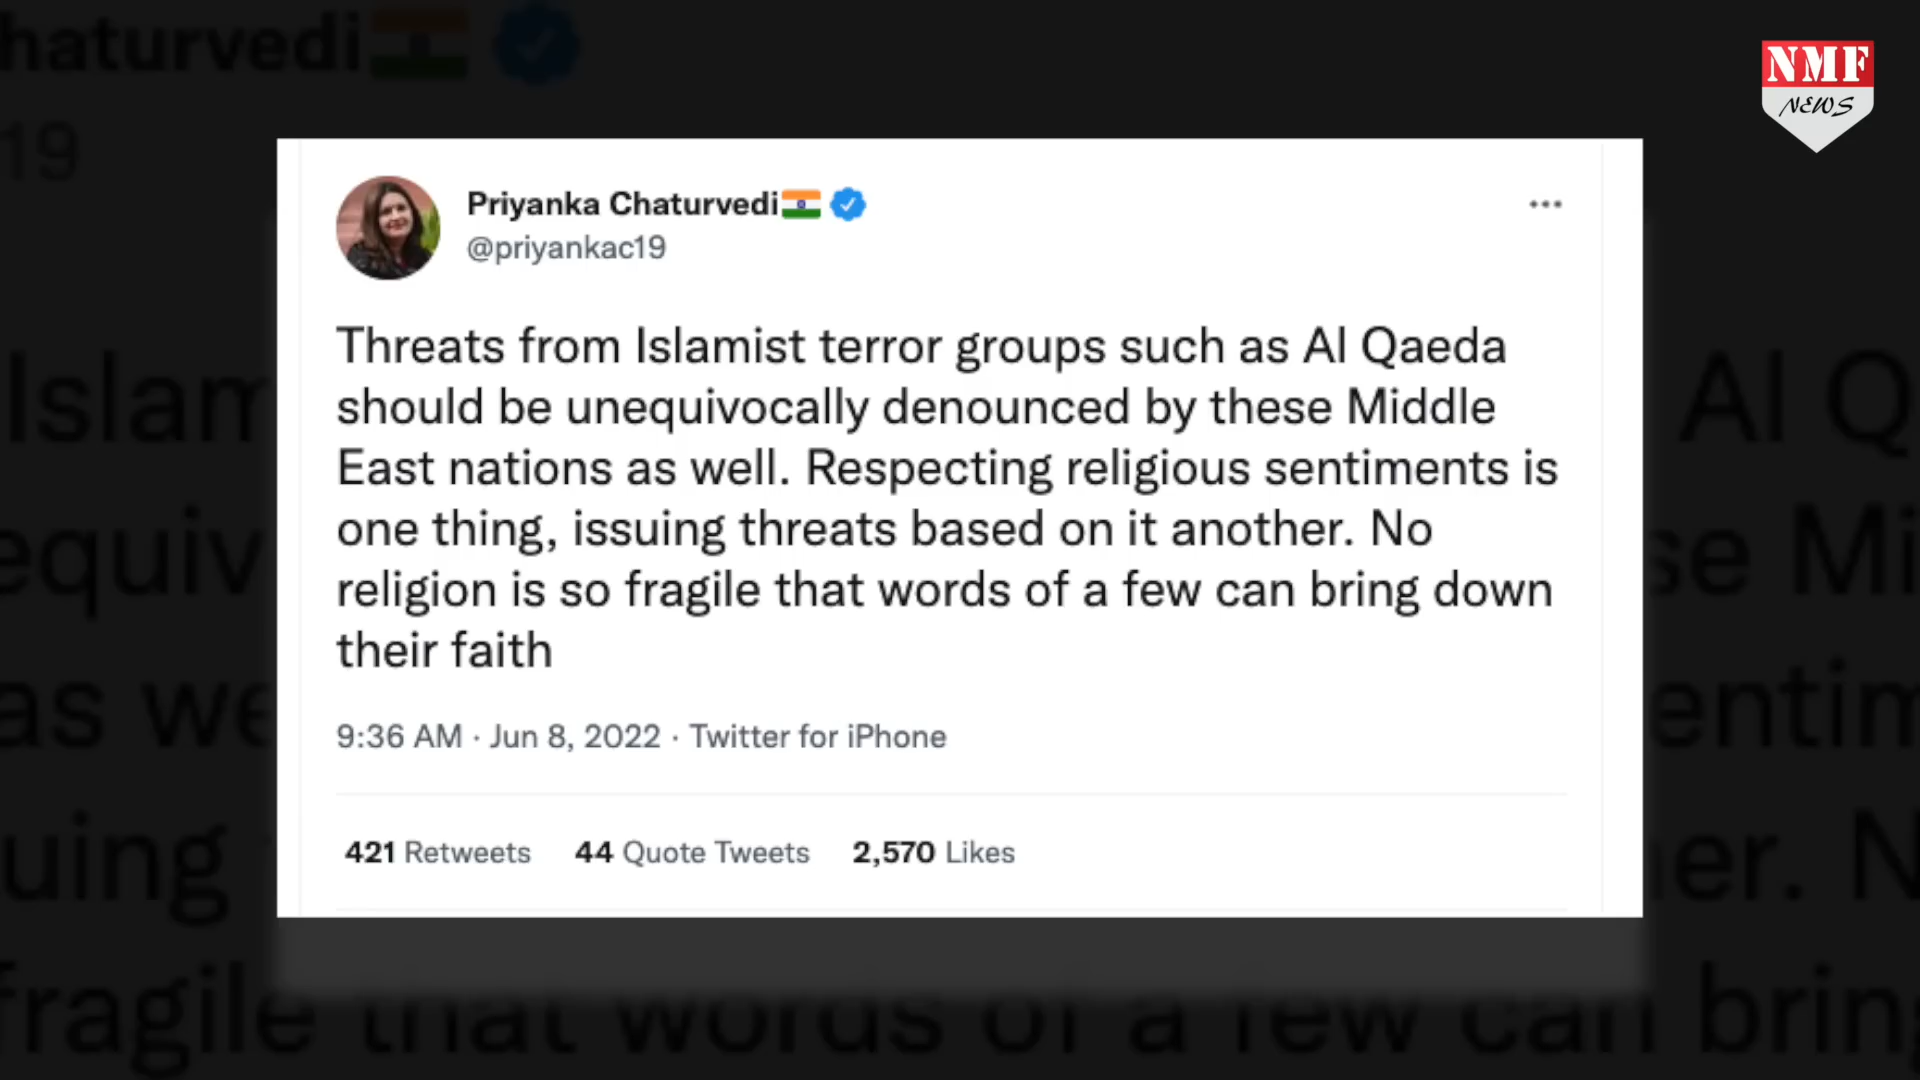 NMF
NEWS
Priyanka Chaturvedi
@priyankac19
Threats from Islamist terror groups such as Al Qaeda
should be unequivocally denounced by these Middle
East nations as well. Respecting religious sentiments is
one thing, issuing threats based on it another. No
religion is so fragile that words of a few can bring down
their faith
9:36 AM · Jun 8, 2022 · Twitter for iPhone
421 Retweets 44 Quote Tweets 2,570 Likes